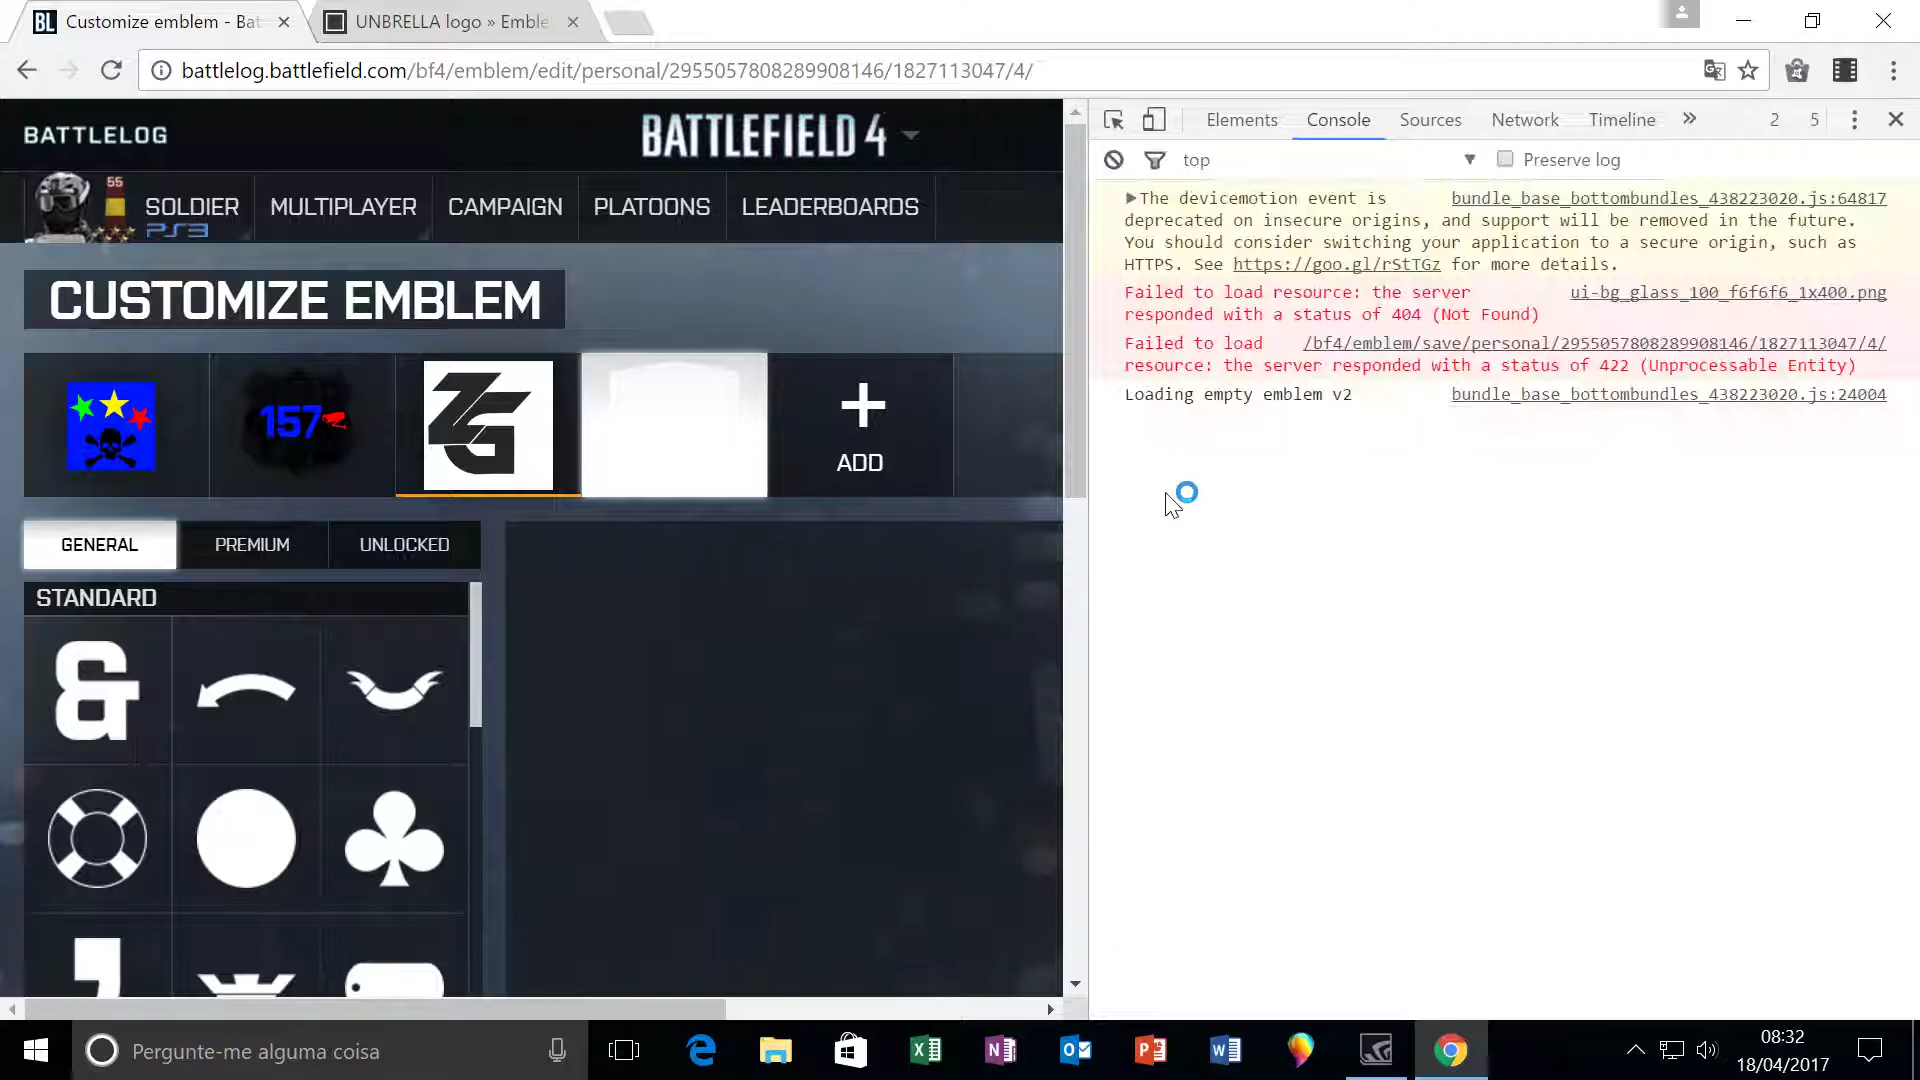 BL Customize emblem - Bat
UNBRELLA logo » Emble
battlelog.battlefield.com/bf4/emblem/edit/personal/2955057808289908146/1827113047/4/
BATTLELOG
BATTLEFIELD 4
55
SOLDIER
PS3
MULTIPLAYER
CAMPAIGN
PLATOONS
LEADERBOARDS
CUSTOMIZE EMBLEM
157
ZG
ADD
GENERAL
PREMIUM
UNLOCKED
STANDARD
&
,
Elements
Console
Sources
Network
Timeline
»
2
5
top
Preserve log
The devicemotion event is bundle_base_bottombundles_438223020.js:64817
deprecated on insecure origins, and support will be removed in the future.
You should consider switching your application to a secure origin, such as
HTTPS. See https://goo.gl/rStTGz for more details.
Failed to load resource: the server ui-bg_glass_100_f6f6f6_1x400.png
responded with a status of 404 (Not Found)
Failed to load /bf4/emblem/save/personal/2955057808289908146/1827113047/4/
resource: the server responded with a status of 422 (Unprocessable Entity)
Loading empty emblem v2 bundle_base_bottombundles_438223020.js:24004
Pergunte-me alguma coisa
08:32
18/04/2017